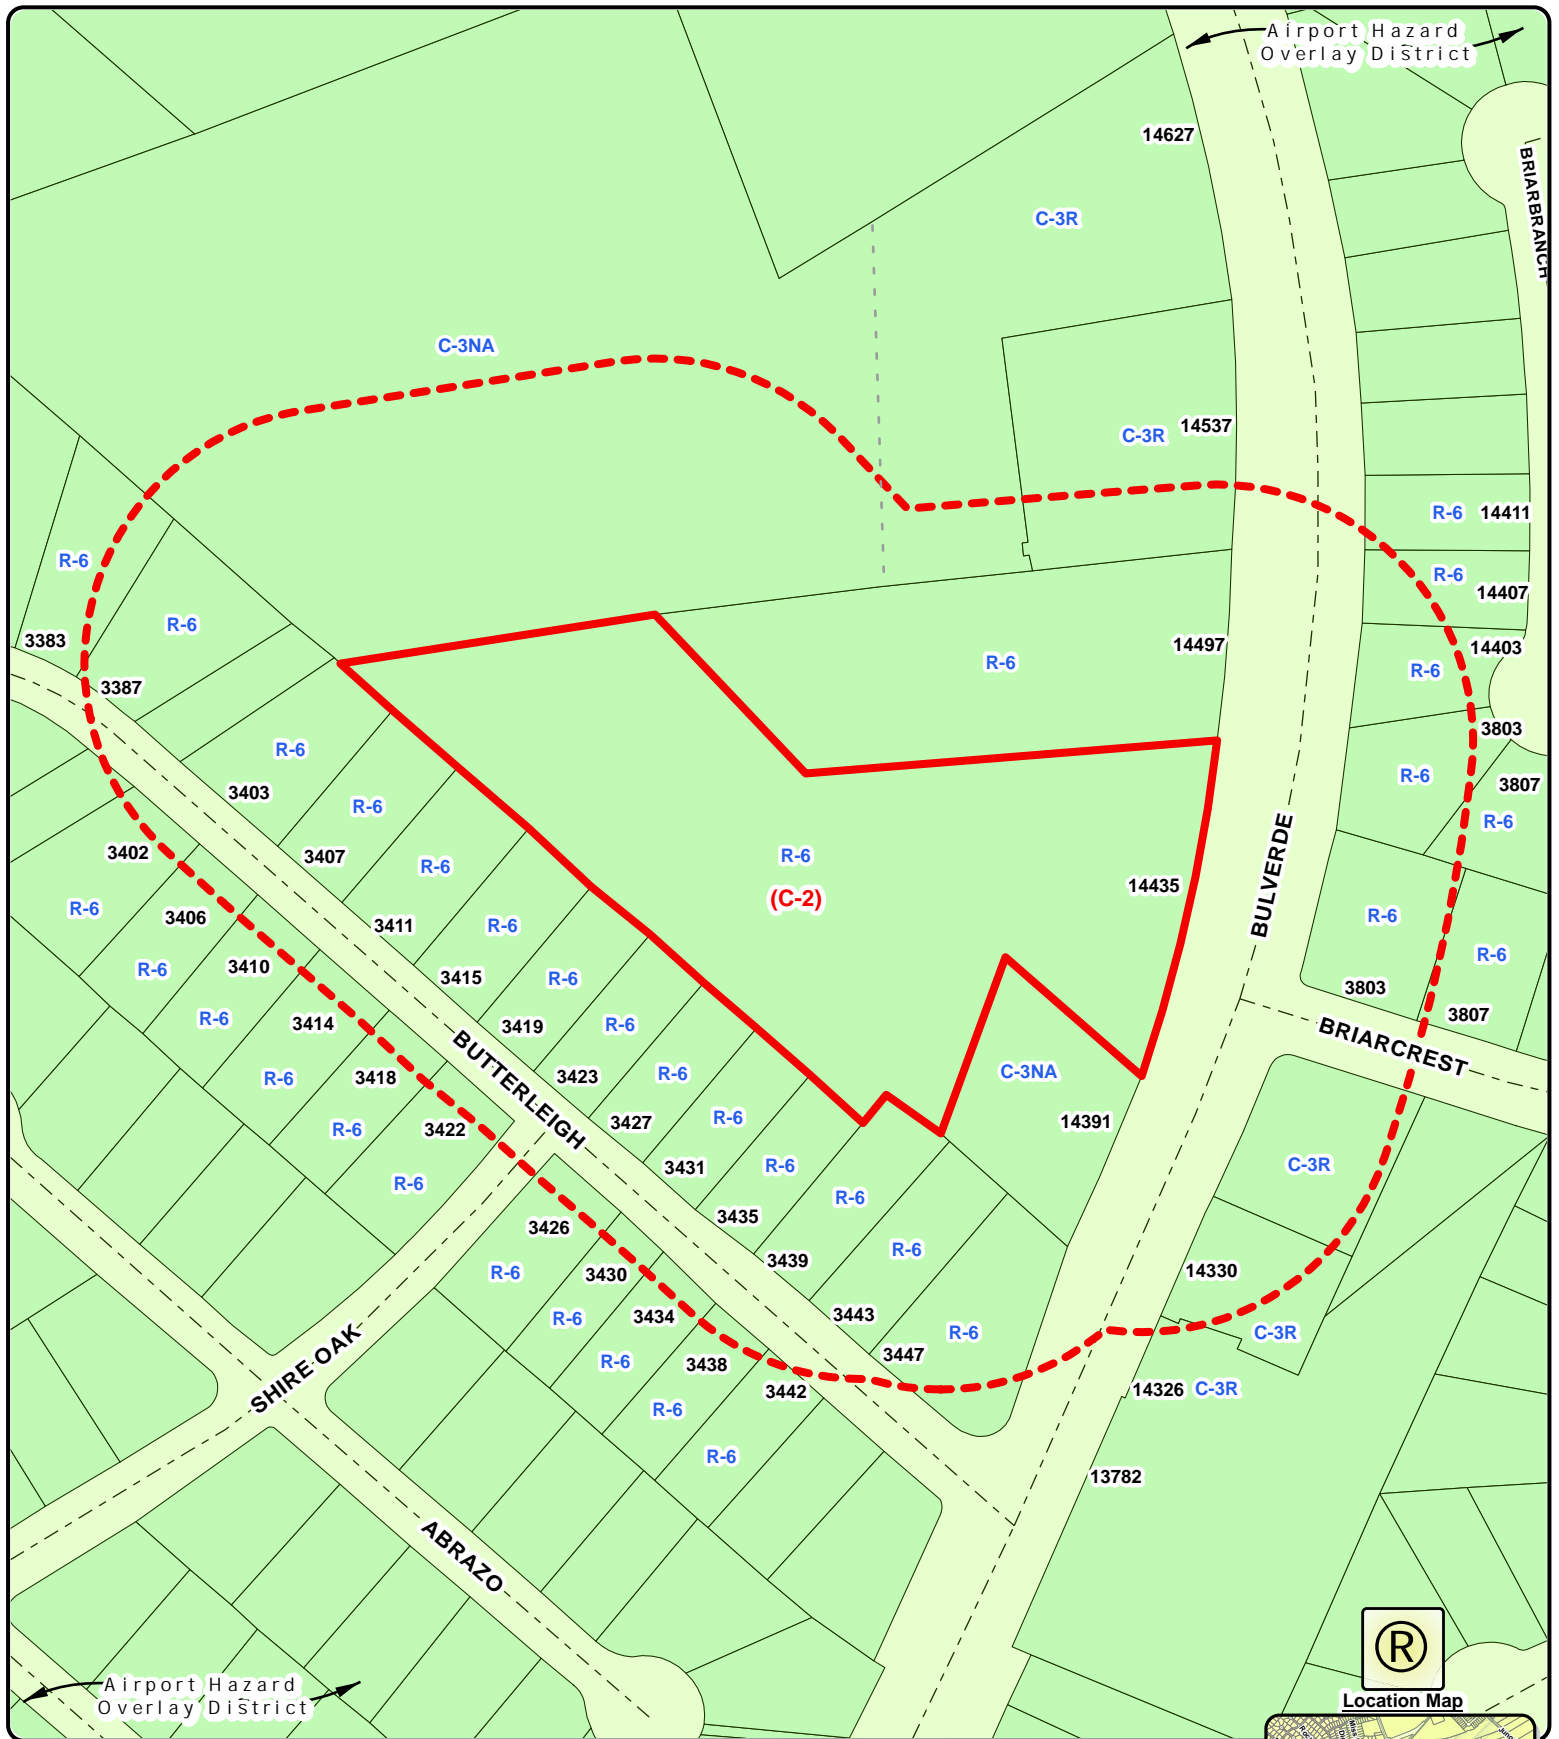 Airport Hazard
Overlay District
14627
BRIARBRANCH
C-3R
C-3NA
14537
C-3R
R-6
14411
R-6
R-6
14407
R-6
3383
14497
14403
R-6
R-6
3387
3803
R-6
R-6
3807
3403
R-6
R-6
3407
3402
R-6
R-6
(C-2)
14435
BULVERDE
R-6
3406
3411
R-6
R-6
R-6
3410
3415
R-6
R-6
3803
3807
R-6
3414
3419
R-6
BRIARCREST
BUTTERLEIGH
R-6
3418
3423
R-6
C-3NA
R-6
3422
3427
R-6
14391
R-6
3431
R-6
C-3R
3426
3435
R-6
R-6
3430
3439
R-6
14330
R-6
3434
3443
R-6
C-3R
SHIRE OAK
R-6
3438
3447
3442
14326
C-3R
R-6
R-6
13782
ABRAZO
Airport Hazard
Overlay District
R
Location Map